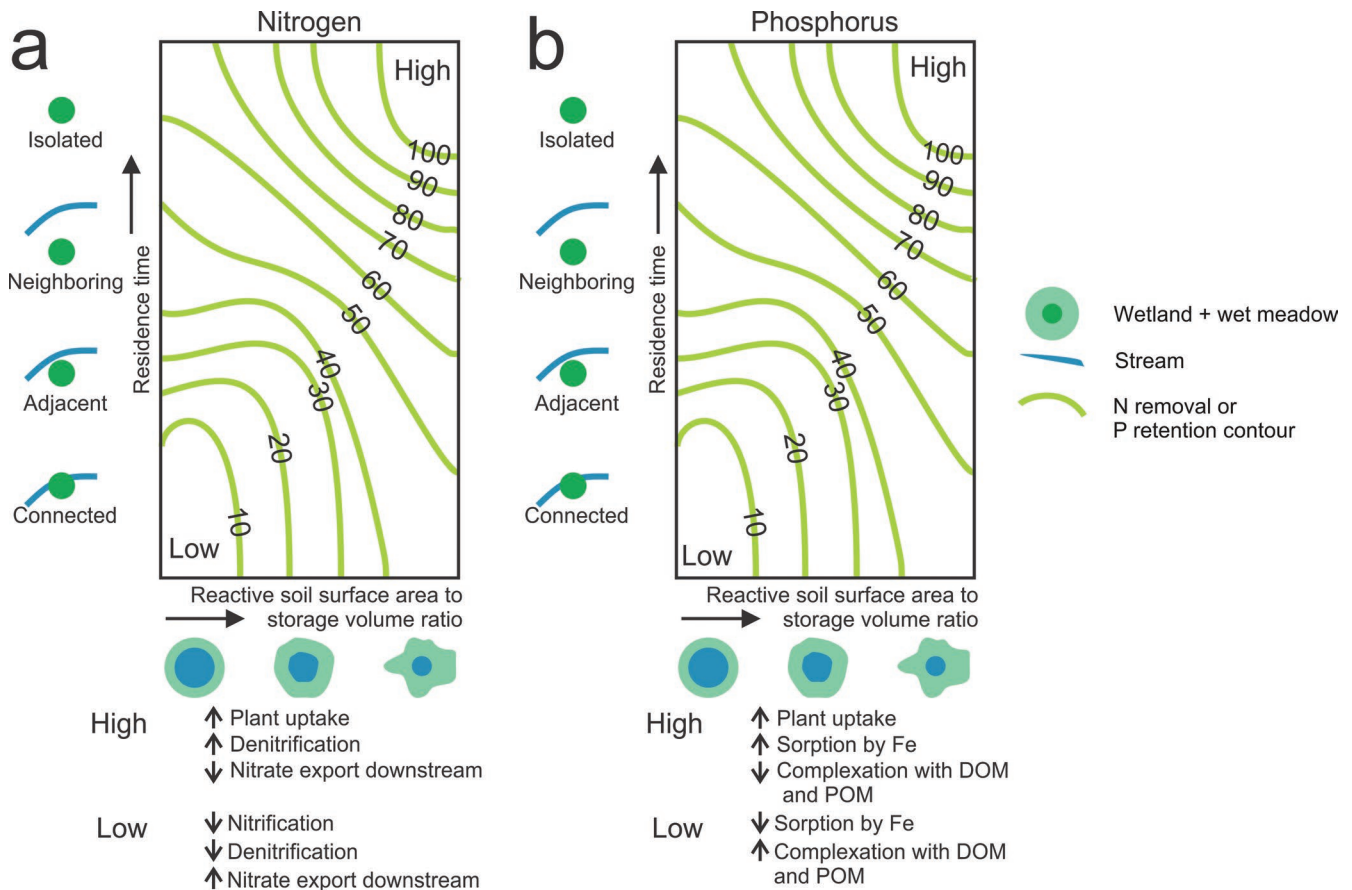 a
Nitrogen
High
Isolated
Neighboring
Adjacent
Connected
Residence time
100
90
80
70
60
50
40
30
20
10
Low
Reactive soil surface area to
storage volume ratio
High
↑ Plant uptake
↑ Denitrification
↓ Nitrate export downstream
Low
↓ Nitrification
↓ Denitrification
↑ Nitrate export downstream
b
Phosphorus
High
Isolated
Neighboring
Adjacent
Connected
Residence time
100
90
80
70
60
50
40
30
20
10
Low
Reactive soil surface area to
storage volume ratio
High
↑ Plant uptake
↑ Sorption by Fe
↓ Complexation with DOM
and POM
Low
↓ Sorption by Fe
↑ Complexation with DOM
and POM
Wetland + wet meadow
Stream
N removal or
P retention contour